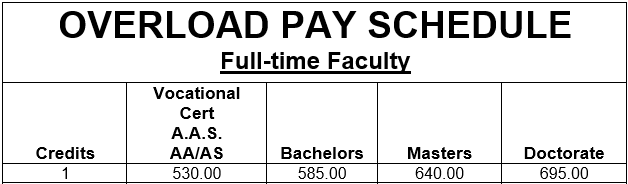 OVERLOAD PAY SCHEDULE
Full-time Faculty
Vocational
Cert
A.A.S.
Credits AA/AS Bachelors Masters Doctorate
1 530.00 585.00 640.00 695.00